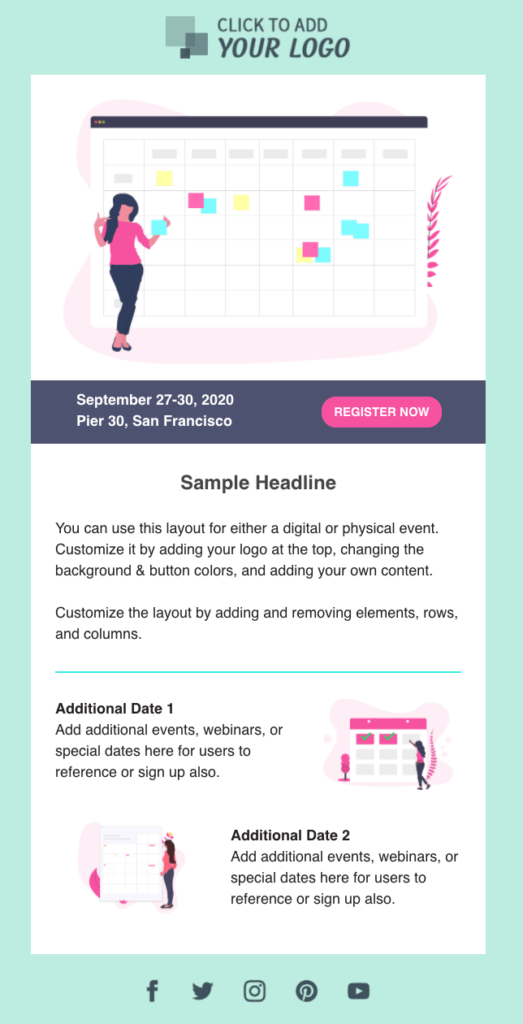 CLICK TO ADD
YOUR LOGO
September 27-30, 2020
Pier 30, San Francisco
REGISTER NOW
Sample Headline
You can use this layout for either a digital or physical event.
Customize it by adding your logo at the top, changing the
background & button colors, and adding your own content.
Customize the layout by adding and removing elements, rows,
and columns.
Additional Date 1
Add additional events, webinars, or
special dates here for users to
reference or sign up also.
Additional Date 2
Add additional events, webinars, or
special dates here for users to
reference or sign up also.